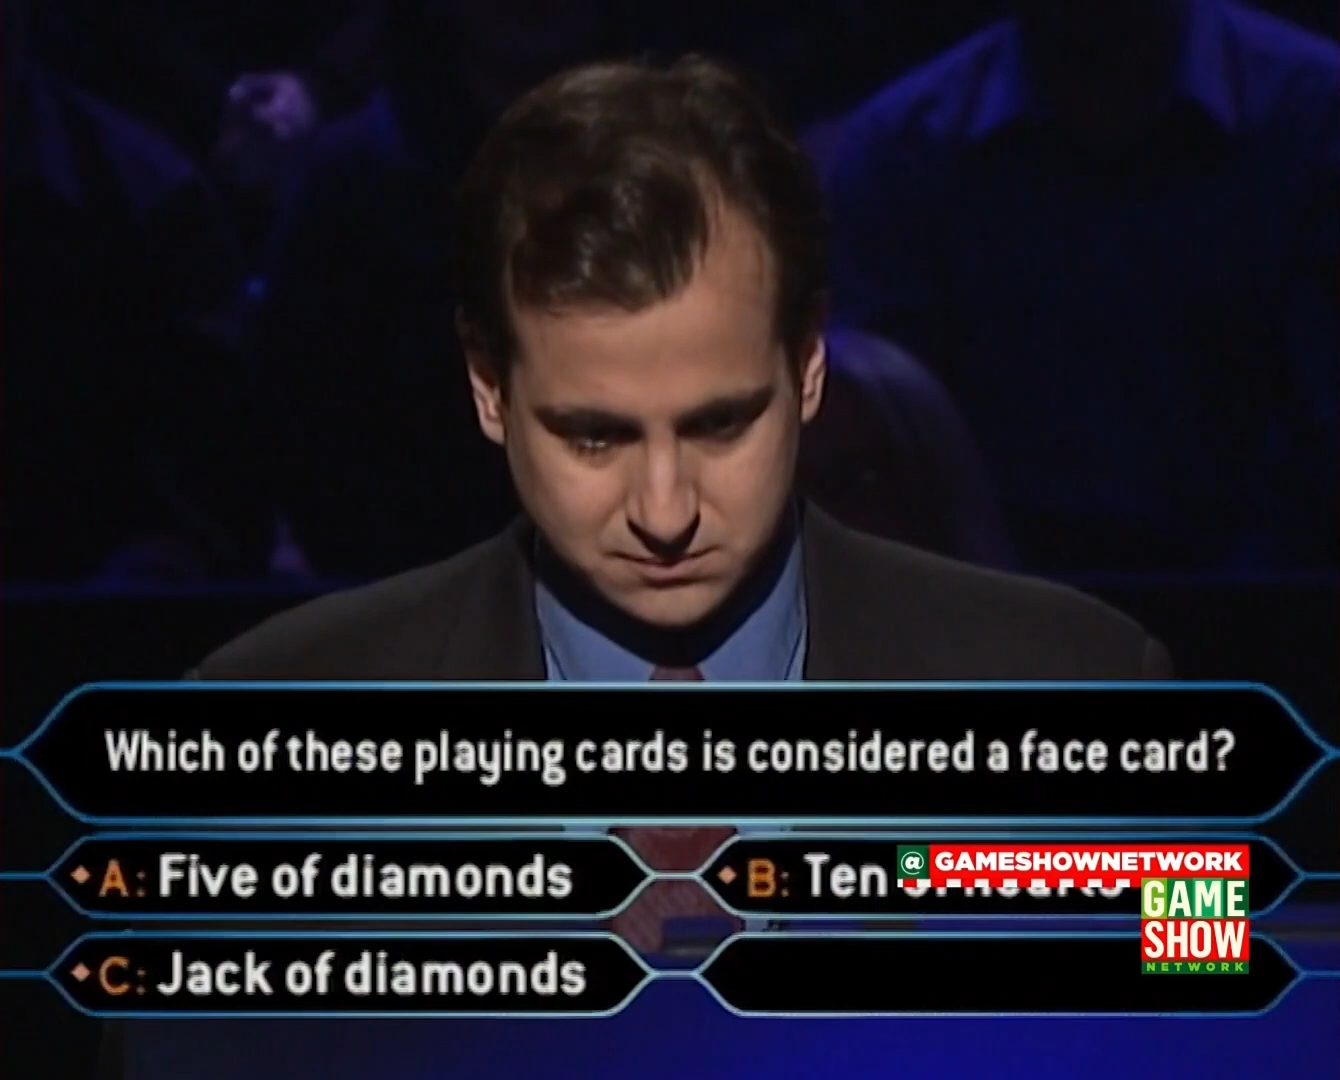 Which of these playing cards is considered a face card?
A: Five of diamonds
B: Ten
@ GAMESHOWNETWORK
GAME
SHOW
NETWORK
C: Jack of diamonds